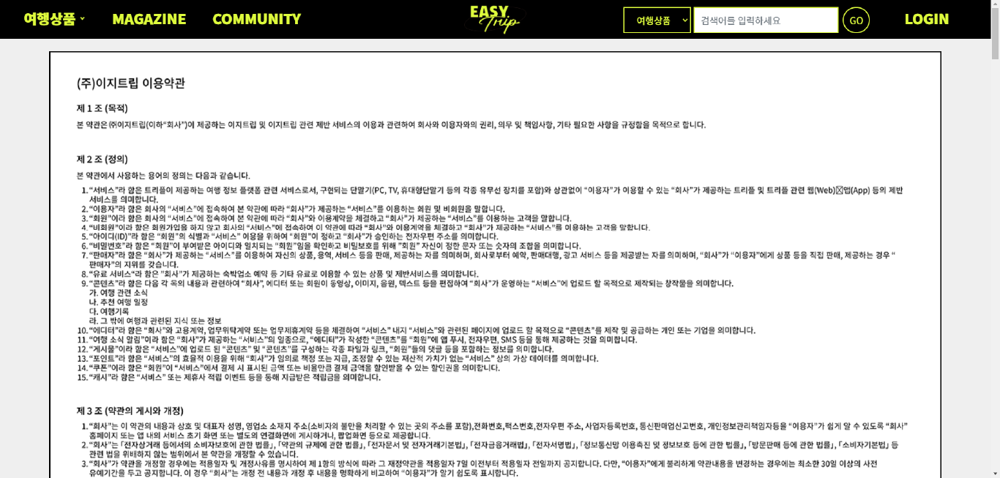 여행상품 MAGAZINE COMMUNITY EASY Trip 여행상품 검색어를 입력하세요 GO LOGIN
(주)이지트립 이용약관
제 1 조 (목적)
본 약관은 ㈜이지트립(이하“회사”)이 제공하는 이지트립 및 이지트립 관련 제반 서비스의 이용과 관련하여 회사와 이용자와의 권리, 의무 및 책임사항, 기타 필요한 사항을 규정함을 목적으로 합니다.
제 2 조 (정의)
본 약관에서 사용하는 용어의 정의는 다음과 같습니다.
1. “서비스”라 함은 트리플이 제공하는 여행 정보 플랫폼 관련 서비스로서, 구현되는 단말기(PC, TV, 휴대형단말기 등의 각종 유무선 장치를 포함)와 상관없이 “이용자”가 이용할 수 있는 “회사”가 제공하는 트리플 및 트리플 관련 웹(Web)앱(App) 등의 제반
서비스를 의미합니다.
2. “이용자”라 함은 회사의 “서비스”에 접속하여 본 약관에 따라 “회사”가 제공하는 “서비스”를 이용하는 회원 및 비회원을 말합니다.
3. “회원”이라 함은 회사의 “서비스”에 접속하여 본 약관에 따라 “회사”와 이용계약을 체결하고 “회사”가 제공하는 “서비스”를 이용하는 고객을 말합니다.
4. “비회원”이라 함은 회원가입을 하지 않고 회사의 “서비스”에 접속하여 이 약관에 따라 “회사”와 이용계약을 체결하고 “회사”가 제공하는 “서비스”를 이용하는 고객을 말합니다.
5. “아이디(ID)”라 함은 “회원”의 식별과 “서비스” 이용을 위하여 “회원”이 정하고 “회사”가 승인하는 전자우편 주소를 의미합니다.
6. “비밀번호”라 함은 “회원”이 부여받은 아이디와 일치되는 “회원”임을 확인하고 비밀보호를 위해 ”회원” 자신이 정한 문자 또는 숫자의 조합을 의미합니다.
7. “판매자”라 함은 “회사”가 제공하는 “서비스”를 이용하여 자신의 상품, 용역, 서비스 등을 판매, 제공하는 자를 의미하며, 회사로부터 예약, 판매대행, 광고 서비스 등을 제공받는 자를 의미하며, “회사”가 “이용자”에게 상품 등을 직접 판매, 제공하는 경우 “
판매자”의 지위를 갖습니다.
8. “유료 서비스“라 함은 ”회사”가 제공하는 숙박업소 예약 등 기타 유료로 이용할 수 있는 상품 및 제반서비스를 의미합니다.
9. “콘텐츠”라 함은 다음 각 목의 내용과 관련하여 “회사”, 에디터 또는 회원이 동영상, 이미지, 음원, 텍스트 등을 편집하여 “회사”가 운영하는 “서비스”에 업로드 할 목적으로 제작되는 창작물을 의미합니다.
가. 여행 관련 소식
나. 추천 여행 일정
다. 여행기록
라. 그 밖에 여행과 관련된 지식 또는 정보
10. “에디터”라 함은 “회사”와 고용계약, 업무위탁계약 또는 업무제휴계약 등을 체결하여 “서비스” 내지 “서비스”와 관련된 페이지에 업로드 할 목적으로 “콘텐츠”를 제작 및 공급하는 개인 또는 기업을 의미합니다.
11. “여행 소식 알림”이라 함은 “회사”가 제공하는 “서비스”의 일종으로, “에디터”가 작성한 “콘텐츠”를 “회원”에 앱 푸시, 전자우편, SMS 등을 통해 제공하는 것을 의미합니다.
12. “게시물”이라 함은 “서비스”에 업로드 된 “콘텐츠” 및 “콘텐츠”를 구성하는 각종 파일과 링크, “회원”들의 댓글 등을 포함하는 정보를 의미합니다.
13. “포인트”라 함은 “서비스”의 효율적 이용을 위해 “회사”가 임의로 책정 또는 지급, 조정할 수 있는 재산적 가치가 없는 “서비스” 상의 가상 데이터를 의미합니다.
14. “쿠폰”이라 함은 “회원”이 “서비스”에서 결제 시 표시된 금액 또는 비율만큼 결제 금액을 할인받을 수 있는 할인권을 의미합니다.
15. “캐시”라 함은 “서비스” 또는 제휴사 적립 이벤트 등을 통해 지급받은 적립금을 의미합니다.
제 3 조 (약관의 게시와 개정)
1. “회사”는 이 약관의 내용과 상호 및 대표자 성명, 영업소 소재지 주소(소비자의 불만을 처리할 수 있는 곳의 주소를 포함),전화번호,팩스번호,전자우편 주소, 사업자등록번호, 통신판매업신고번호, 개인정보관리책임자등을 “이용자”가 쉽게 알 수 있도록 “회사”
홈페이지 또는 앱 내의 서비스 초기 화면 또는 별도의 연결화면에 게시하거나, 팝업화면 등으로 제공합니다.
2. “회사”는 「전자상거래 등에서의 소비자보호에 관한 법률」, 「약관의 규제에 관한 법률」, 「전자문서 및 전자거래기본법」, 「전자금융거래법」, 「전자서명법」, 「정보통신망 이용촉진 및 정보보호 등에 관한 법률」, 「방문판매 등에 관한 법률」, 「소비자기본법」 등
관련 법을 위배하지 않는 범위에서 본 약관을 개정할 수 있습니다.
3. “회사”가 약관을 개정할 경우에는 적용일자 및 개정사유를 명시하여 제 1항의 방식에 따라 그 재정약관을 적용일자 7일 이전부터 적용일자 전일까지 공지합니다. 다만, “이용자”에게 불리하게 약관내용을 변경하는 경우에는 최소한 30일 이상의 사전
유예기간을 두고 공지합니다. 이 경우 “회사”는 개정 전 내용과 개정 후 내용을 명확하게 비교하여 “이용자”가 알기 쉽도록 표시합니다.